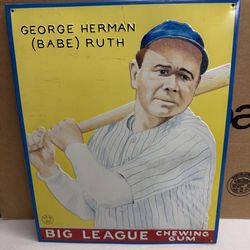 GEORGE HERMAN
(BABE) RUTH
BIG LEAGUE CHEWING
GUM